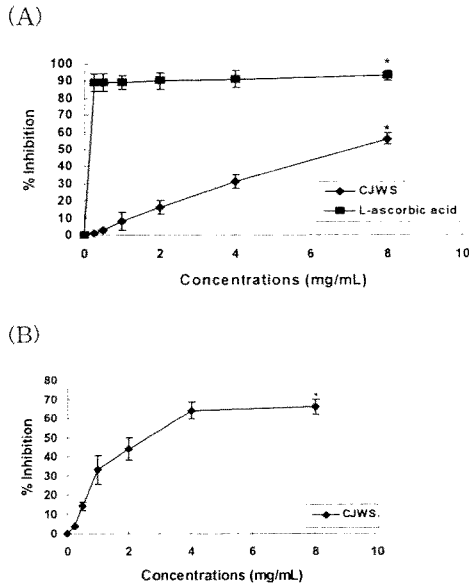 (A)
100
90
80
70
60
50
40
30
20
10
0
% Inhibition
*
*
CJWS
L-ascorbic acid
0 2 4 6 8 10
Concentrations (mg/mL)
(B)
80
70
60
50
40
30
20
10
0
% Inhibition
*
CJWS.
0 2 4 6 8 10
Concentrations (mg/mL)